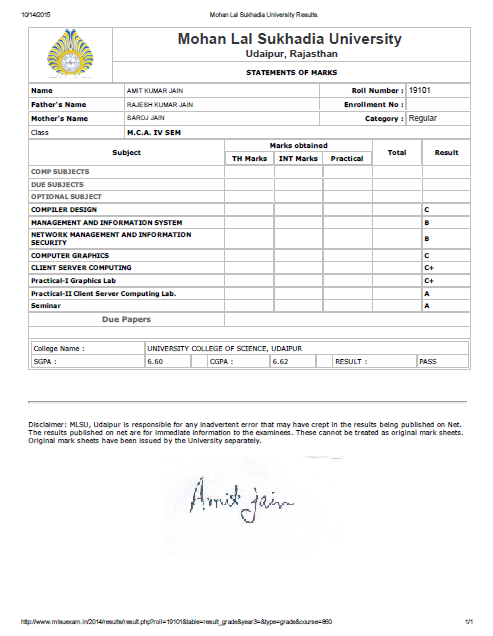 10/14/2015 Mohan Lal Sukhadia University Results.
Mohan Lal Sukhadia University
Udaipur, Rajasthan
STATEMENTS OF MARKS
Name AMIT KUMAR JAIN Roll Number : 19101
Father's Name RAJESH KUMAR JAIN Enrollment No :
Mother's Name SAROJ JAIN Category : Regular
Class M.C.A. IV SEM
Subject Marks obtained Total Result
TH Marks INT Marks Practical
COMP SUBJECTS
DUE SUBJECTS
OPTIONAL SUBJECT
COMPILER DESIGN C
MANAGEMENT AND INFORMATION SYSTEM B
NETWORK MANAGEMENT AND INFORMATION
SECURITY B
COMPUTER GRAPHICS C
CLIENT SERVER COMPUTING C+
Practical-I Graphics Lab C+
Practical-II Client Server Computing Lab. A
Seminar A
Due Papers
College Name : UNIVERSITY COLLEGE OF SCIENCE, UDAIPUR
SGPA : 6.60 CGPA : 6.62 RESULT : PASS
Disclaimer: MLSU, Udaipur is responsible for any inadvertent error that may have crept in the results being published on Net.
The results published on net are for immediate information to the examinees. These cannot be treated as original mark sheets.
Original mark sheets have been issued by the University separately.
Amit Jain
http://www.mlsuexam.in/2014/results/result.php?roll=19101&table=result_grade&year3=&type=grade&course=860 1/1